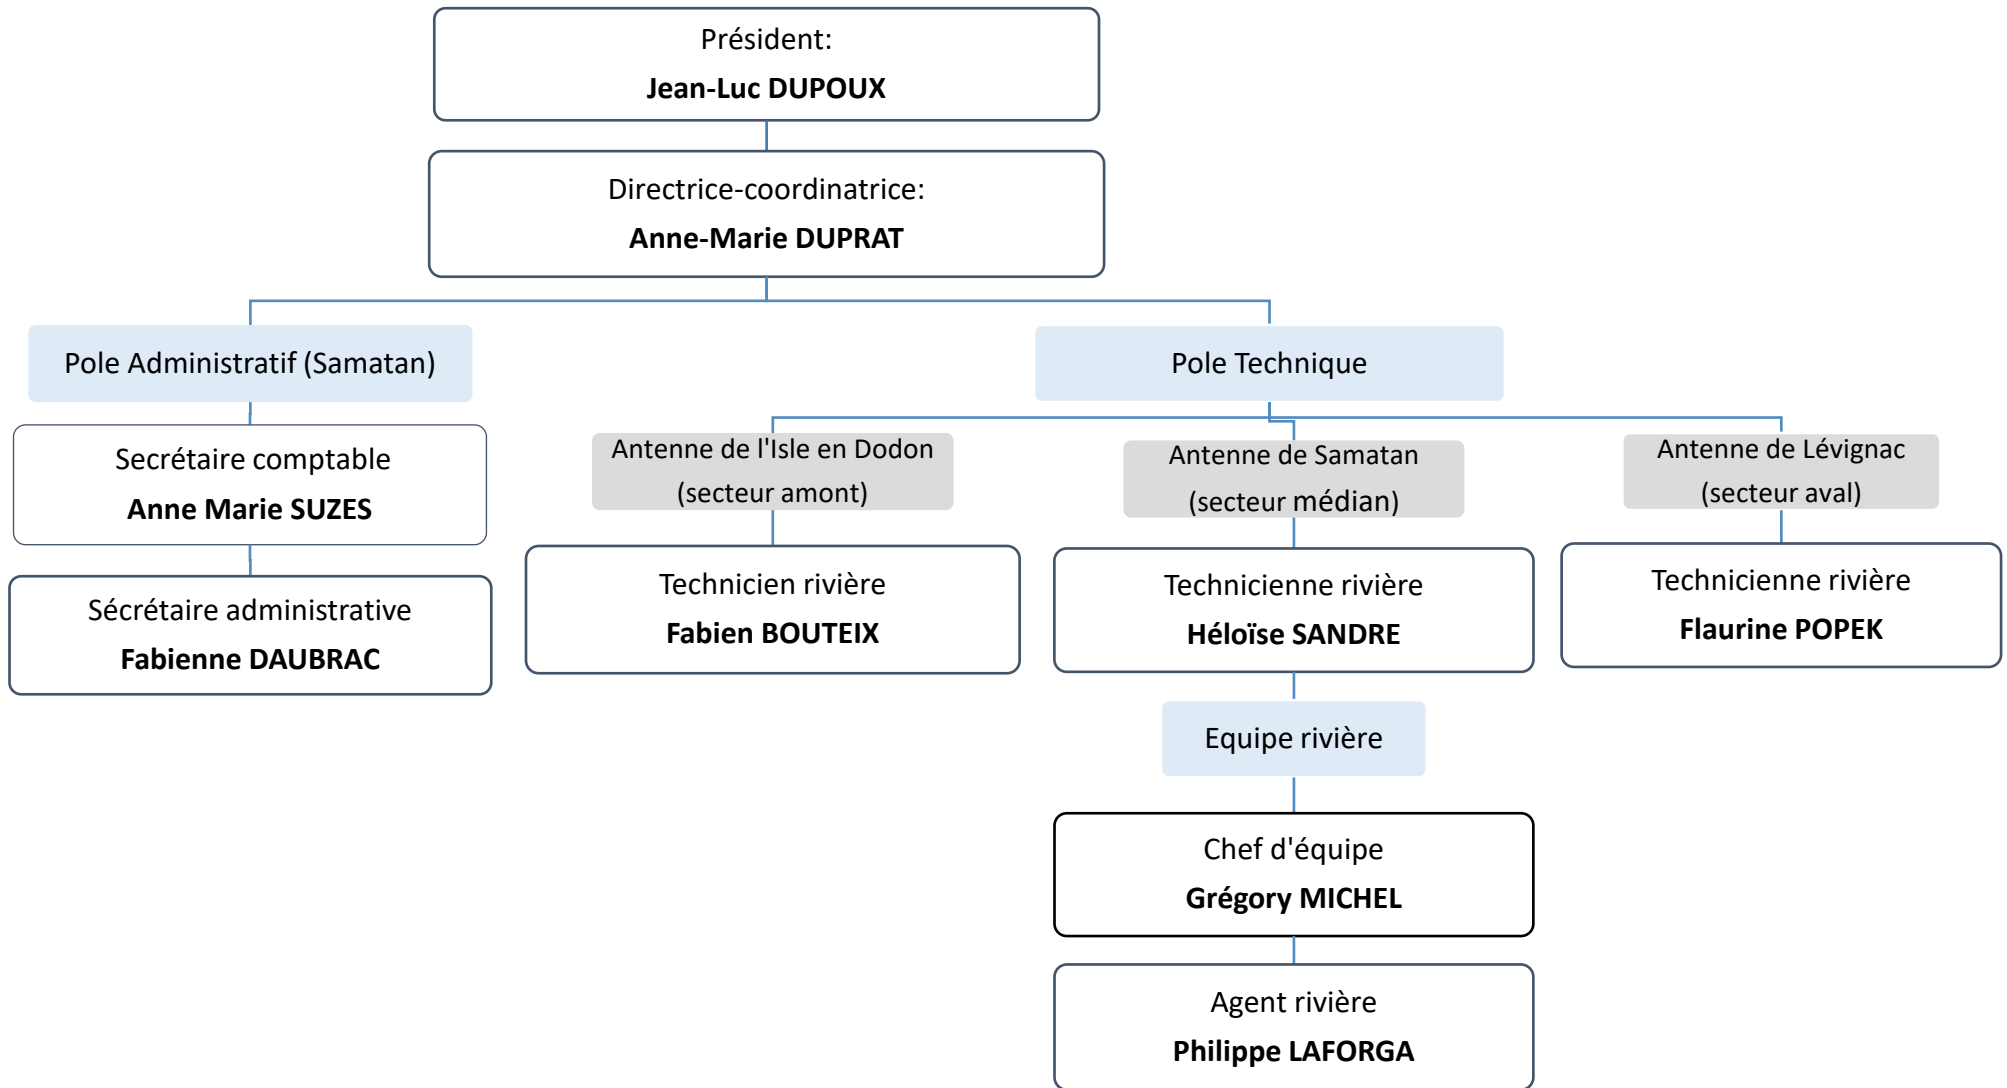 Président:
Jean-Luc DUPOUX
Directrice-coordinatrice:
Anne-Marie DUPRAT
Pole Administratif (Samatan)
Secrétaire comptable
Anne Marie SUZES
Sécrétaire administrative
Fabienne DAUBRAC
Pole Technique
Antenne de l'Isle en Dodon
(secteur amont)
Technicien rivière
Fabien BOUTEIX
Antenne de Samatan
(secteur médian)
Technicienne rivière
Héloïse SANDRE
Equipe rivière
Chef d'équipe
Grégory MICHEL
Agent rivière
Philippe LAFORGA
Antenne de Lévignac
(secteur aval)
Technicienne rivière
Flaurine POPEK